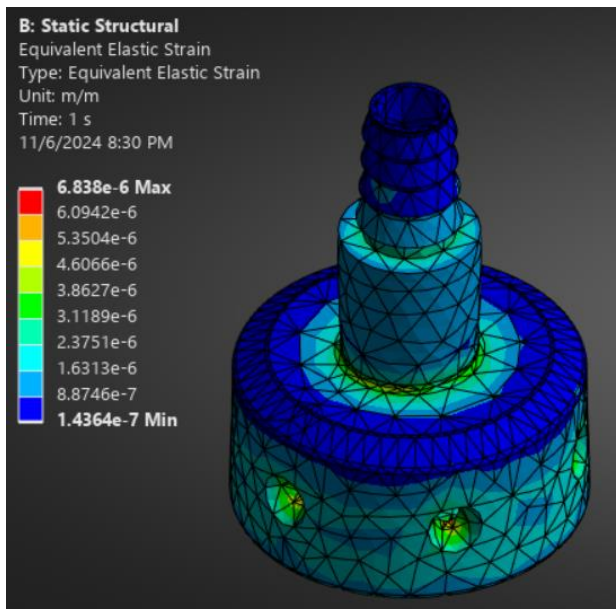 B: Static Structural
Equivalent Elastic Strain
Type: Equivalent Elastic Strain
Unit: m/m
Time: 1 s
11/6/2024 8:30 PM
6.838e-6 Max
6.0942e-6
5.3504e-6
4.6066e-6
3.8627e-6
3.1189e-6
2.3751e-6
1.6313e-6
8.8746e-7
1.4364e-7 Min